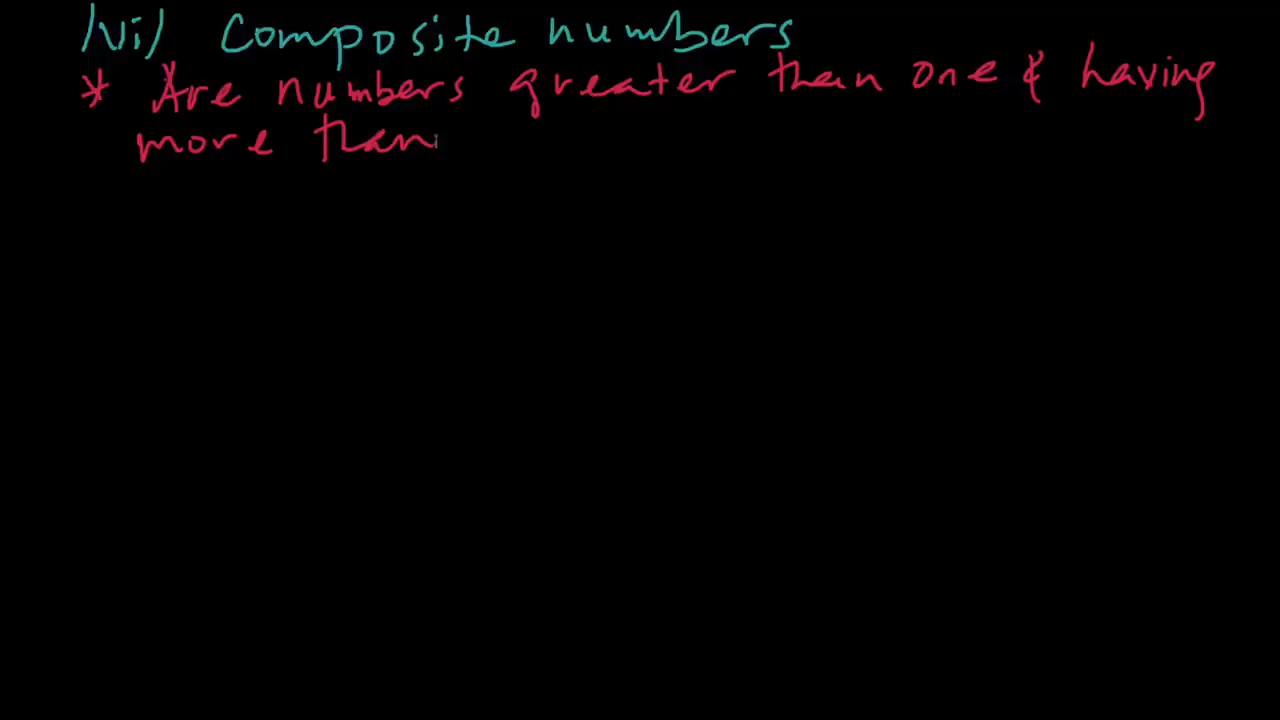 /vi/ Composite numbers
* Are numbers greater than one & having
more than